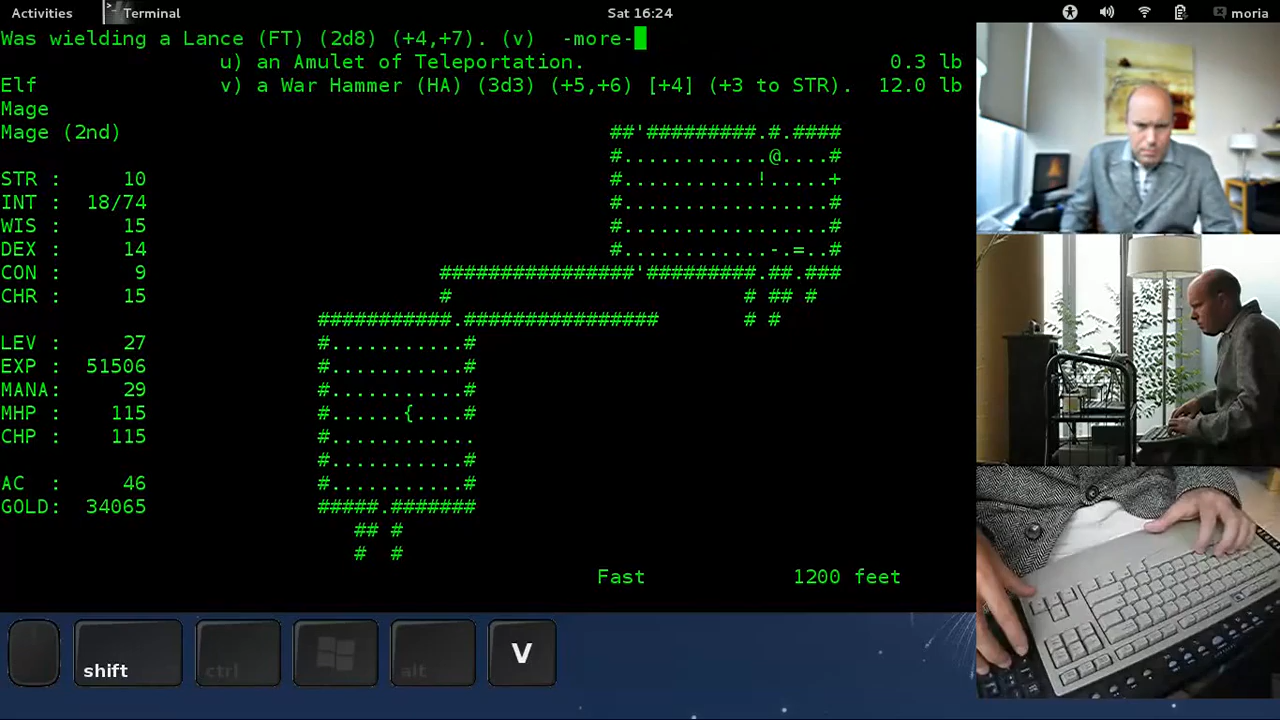 Activities Terminal Sat 16:24 moria
Was wielding a Lance (FT) (2d8) (+4,+7). (v) -more-
u) an Amulet of Teleportation. 0.3 lb
Elf v) a War Hammer (HA) (3d3) (+5,+6) [+4] (+3 to STR). 12.0 lb
Mage
Mage (2nd) ##'#########.#.####
#............@....#
STR : 10 #...........!.....+
INT : 18/74 #.................#
WIS : 15 #.................#
DEX : 14 #............-.=..#
CON : 9 ################'#########.##.###
CHR : 15 # # ## #
###########.################ # #
LEV : 27 #...........#
EXP : 51506 #...........#
MANA: 29 #...........#
MHP : 115 #......{....#
CHP : 115 #............
#...........#
AC : 46 #...........#
GOLD: 34065 #####.#######
## #
# #
Fast 1200 feet
shift ctrl alt V